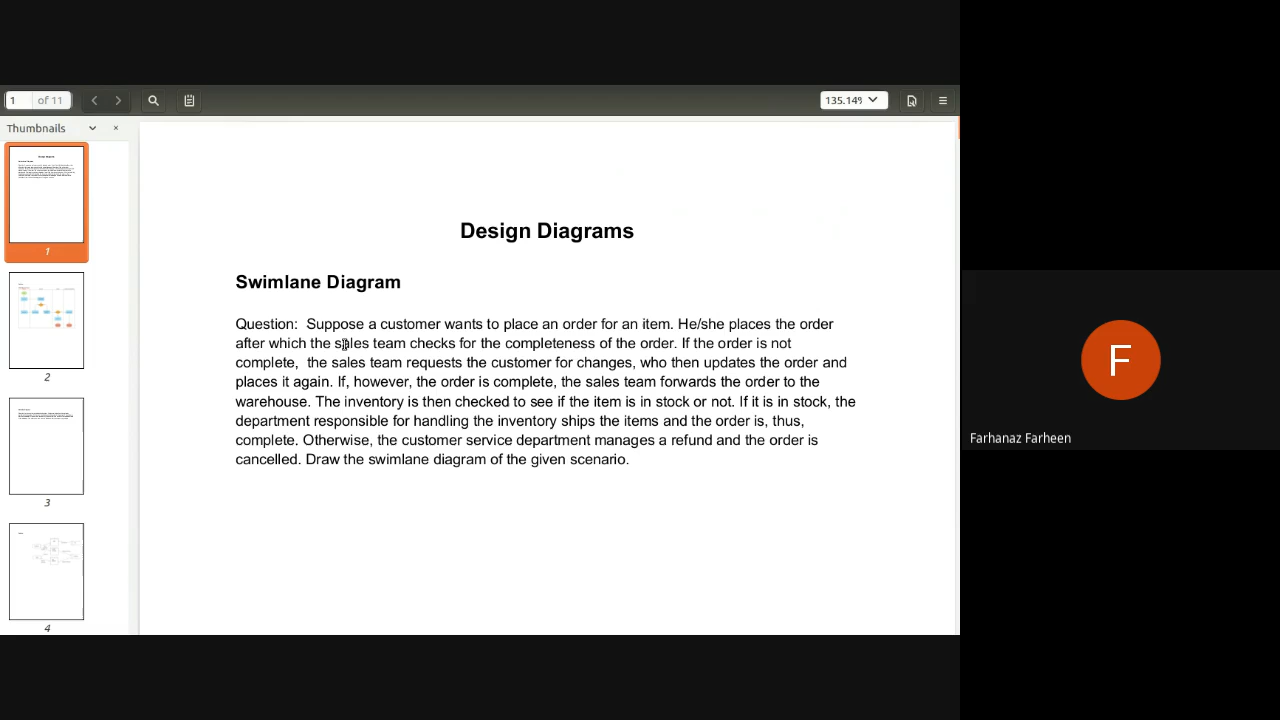 1 of 11
135.14%
Thumbnails
1
2
3
4
Design Diagrams
Swimlane Diagram
Question: Suppose a customer wants to place an order for an item. He/she places the order
after which the sales team checks for the completeness of the order. If the order is not
complete, the sales team requests the customer for changes, who then updates the order and
places it again. If, however, the order is complete, the sales team forwards the order to the
warehouse. The inventory is then checked to see if the item is in stock or not. If it is in stock, the
department responsible for handling the inventory ships the items and the order is, thus,
complete. Otherwise, the customer service department manages a refund and the order is
cancelled. Draw the swimlane diagram of the given scenario.
F
Farhanaz Farheen